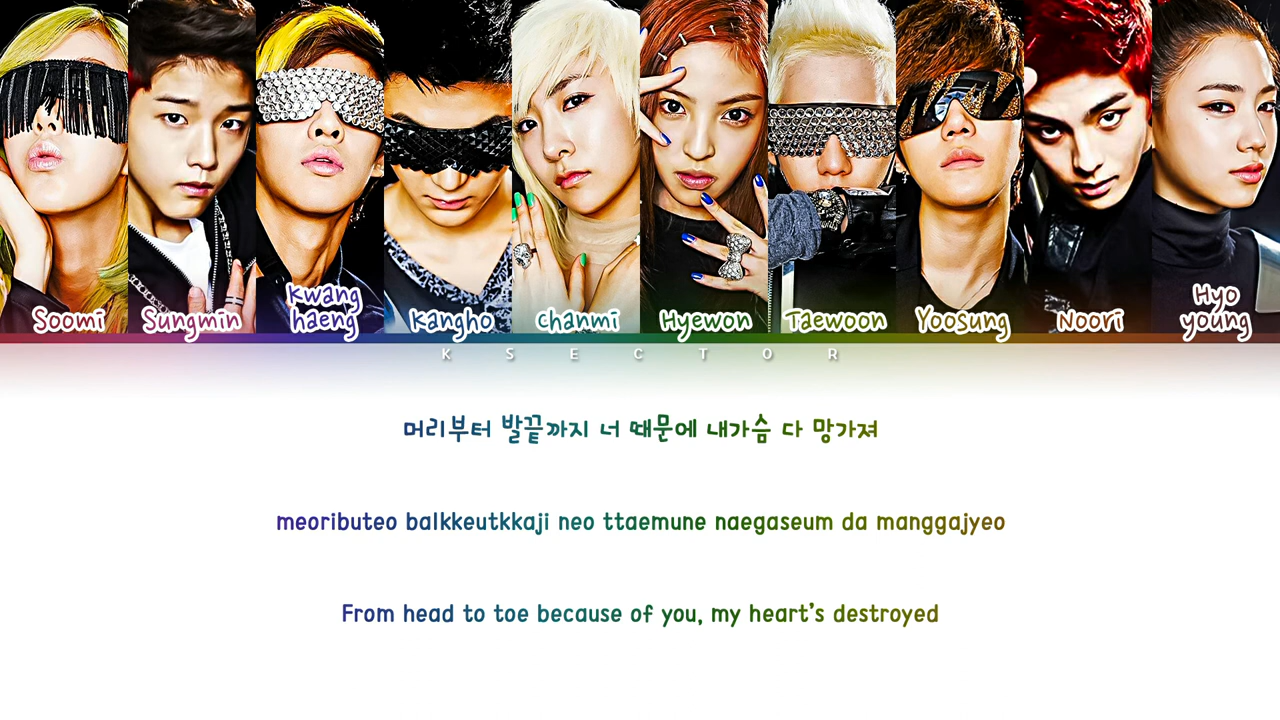 Soomi
Sungmin
Kwang
haeng
Kangho
Chanmi
Hyewon
Taewoon
Yoosung
Noori
Hyo
young
K S E C T O R
머리부터 발끝까지 너 때문에 내가슴 다 망가져
meoributeo balkkeutkkaji neo ttaemune naegaseum da manggajyeo
From head to toe because of you, my heart's destroyed